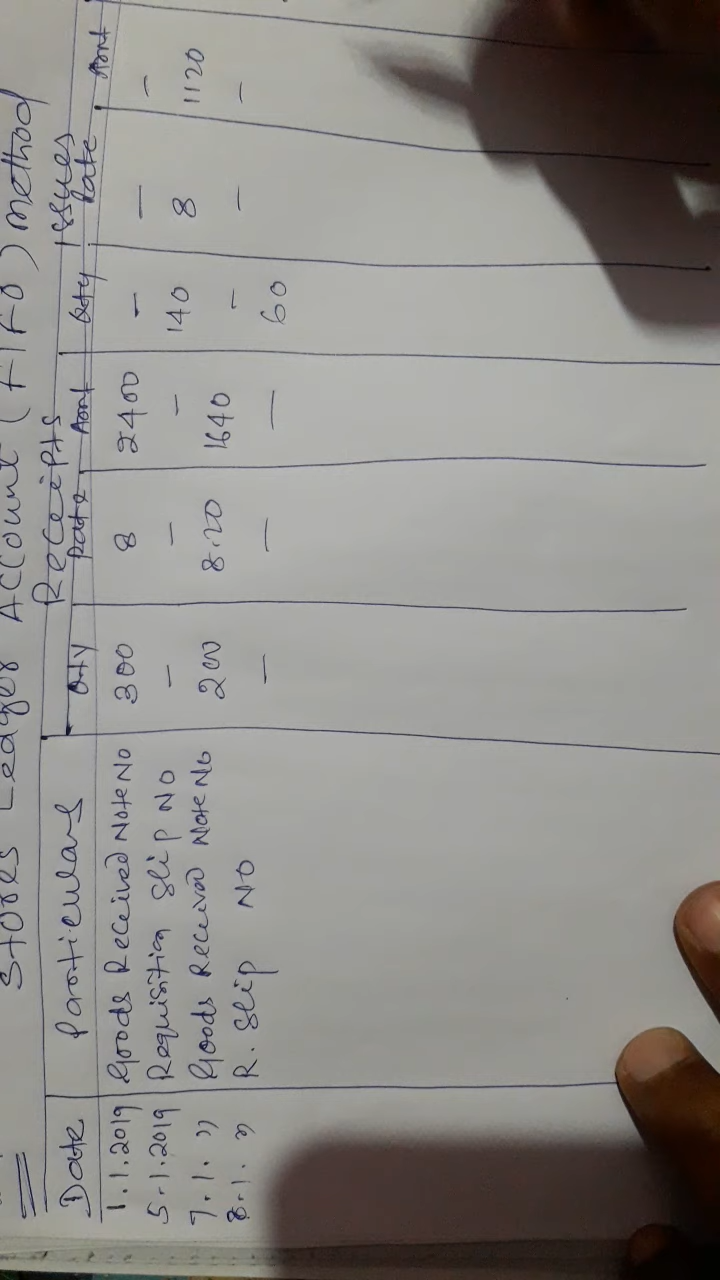 Stores Ledger Account (FIFO) method
Date Particulars Receipts Issues
Qty Rate Amt Qty Rate Amt
1.1.2019 Goods Received Note No 300 8 2400 — — —
5.1.2019 Requisition Slip No — — — 140 8 1120
7.1. " Goods Received Note No 200 8.20 1640 — — —
8.1. " R. Slip NO — — — 60